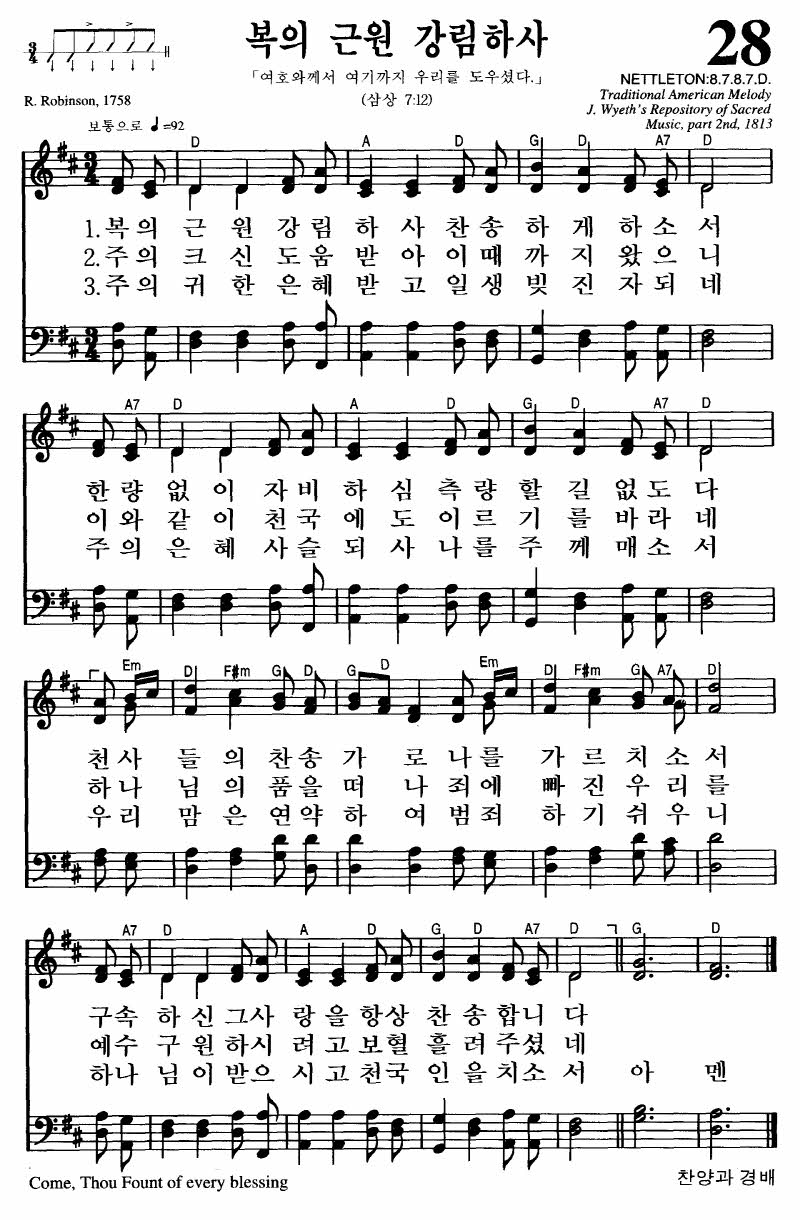 복의 근원 강림하사
28
「여호와께서 여기까지 우리를 도우셨다.」
(삼상 7:12)
NETTLETON:8.7.8.7.D.
Traditional American Melody
J. Wyeth's Repository of Sacred
Music, part 2nd, 1813
R. Robinson, 1758
보통으로 ♩=92
3/4
D A D G D A7 D
1.복의 근 원 강림 하 사 찬송 하 게 하소 서
2.주의 크 신 도움 받 아 이때 까 지 왔으 니
3.주의 귀 한 은혜 받 고 일생 빚 진 자되 네
A7 D A D G D A7 D
한량 없 이 자비 하 심 측량 할 길 없도 다
이와 같 이 천국 에 도 이르 기 를 바라 네
주의 은 혜 사슬 되 사 나를 주 께 매소 서
Em D F#m G D G D Em D F#m G A7 D
천사 들 의 찬송 가 로 나를 가 르 치소 서
하나 님 의 품을 떠 나 죄에 빠 진 우리 를
우리 맘 은 연약 하 여 범죄 하 기 쉬우 니
A7 D A D G D A7 D G D
구속 하 신 그사 랑 을 항상 찬 송 합니 다
예수 구 원 하시 려 고 보혈 흘 려 주셨 네
하나 님 이 받으 시 고 천국 인 을 치소 서 아 멘
Come, Thou Fount of every blessing
찬양과 경배